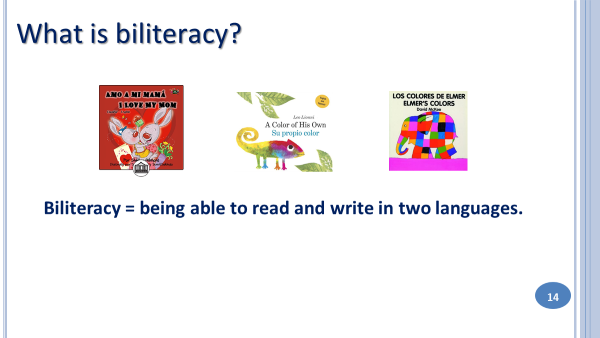 What is biliteracy?
AMO A MI MAMÁ
I LOVE MY MOM
Leo Lionni
A Color of His Own
Su propio color
LOS COLORES DE ELMER
ELMER'S COLORS
David McKee
Biliteracy = being able to read and write in two languages.
14